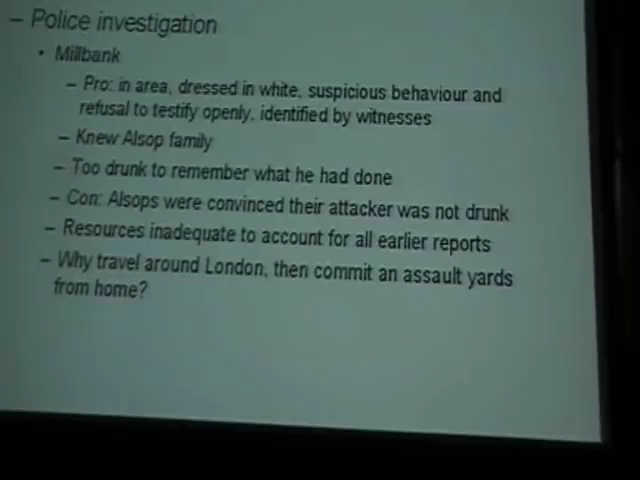 – Police investigation
• Millbank
– Pro: in area, dressed in white, suspicious behaviour and
refusal to testify openly, identified by witnesses
– Knew Alsop family
– Too drunk to remember what he had done
– Con: Alsops were convinced their attacker was not drunk
– Resources inadequate to account for all earlier reports
– Why travel around London, then commit an assault yards
from home?